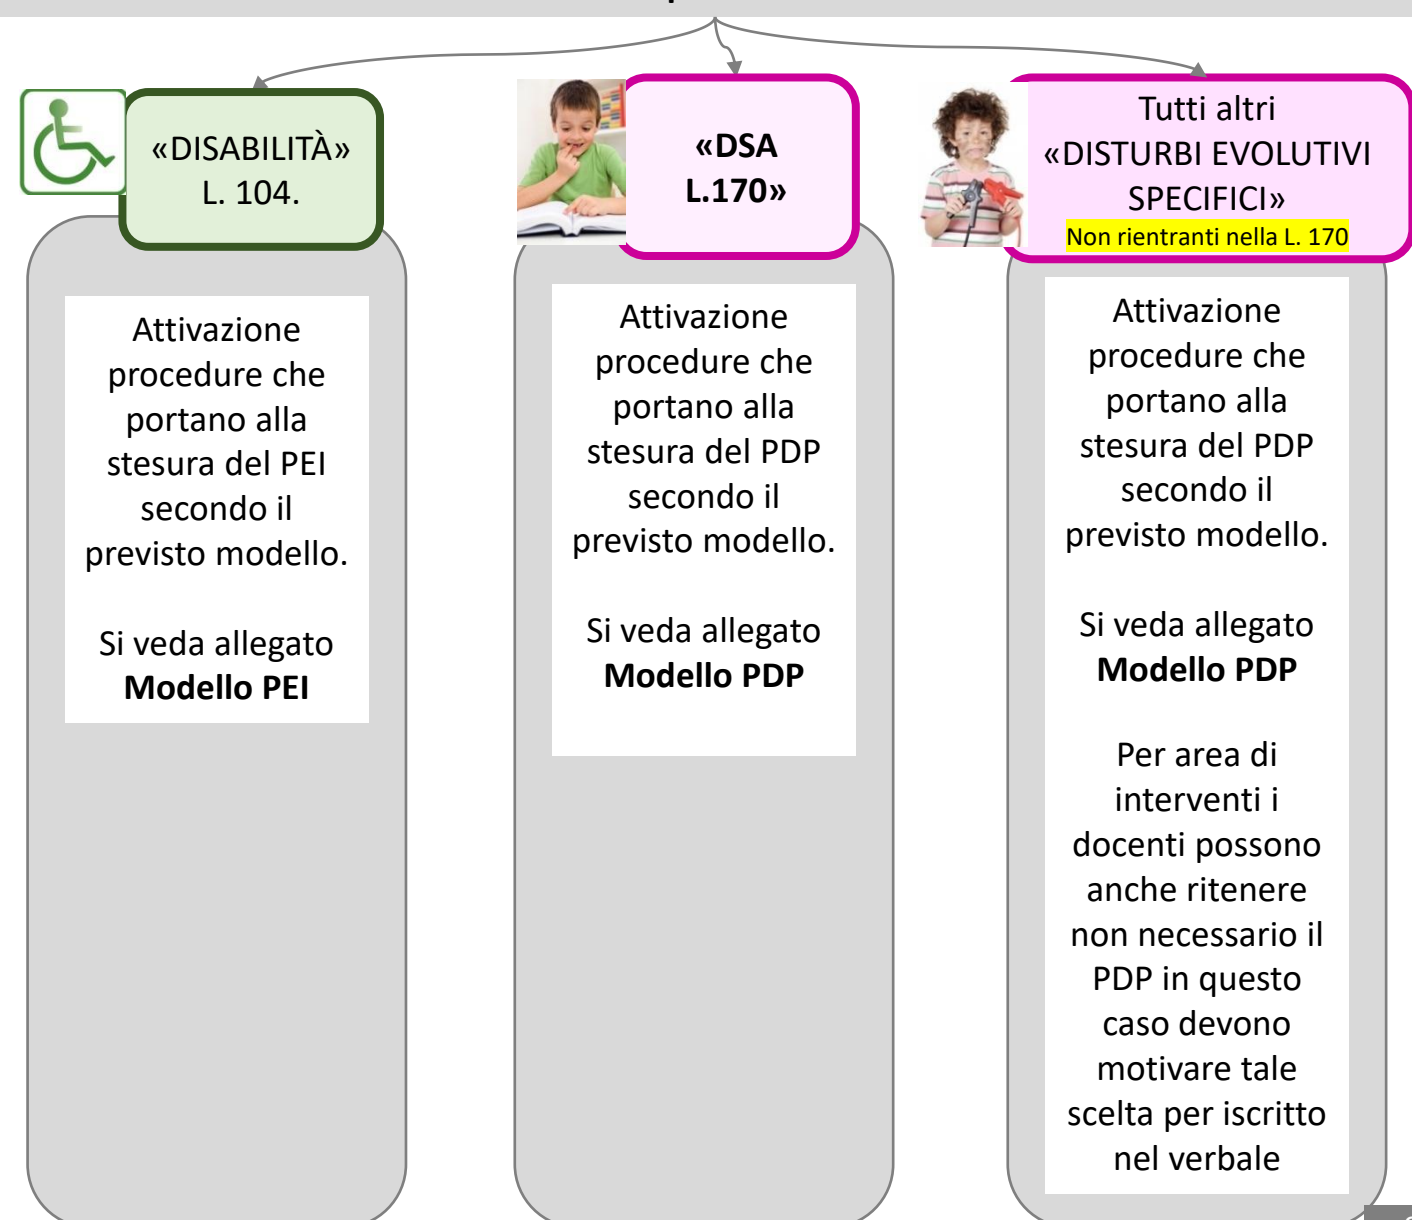 «DISABILITÀ»
L. 104.
Attivazione
procedure che
portano alla
stesura del PEI
secondo il
previsto modello.
Si veda allegato
Modello PEI
«DSA
L.170»
Attivazione
procedure che
portano alla
stesura del PDP
secondo il
previsto modello.
Si veda allegato
Modello PDP
Tutti altri
«DISTURBI EVOLUTIVI
SPECIFICI»
Non rientranti nella L. 170
Attivazione
procedure che
portano alla
stesura del PDP
secondo il
previsto modello.
Si veda allegato
Modello PDP
Per area di
interventi i
docenti possono
anche ritenere
non necessario il
PDP in questo
caso devono
motivare tale
scelta per iscritto
nel verbale